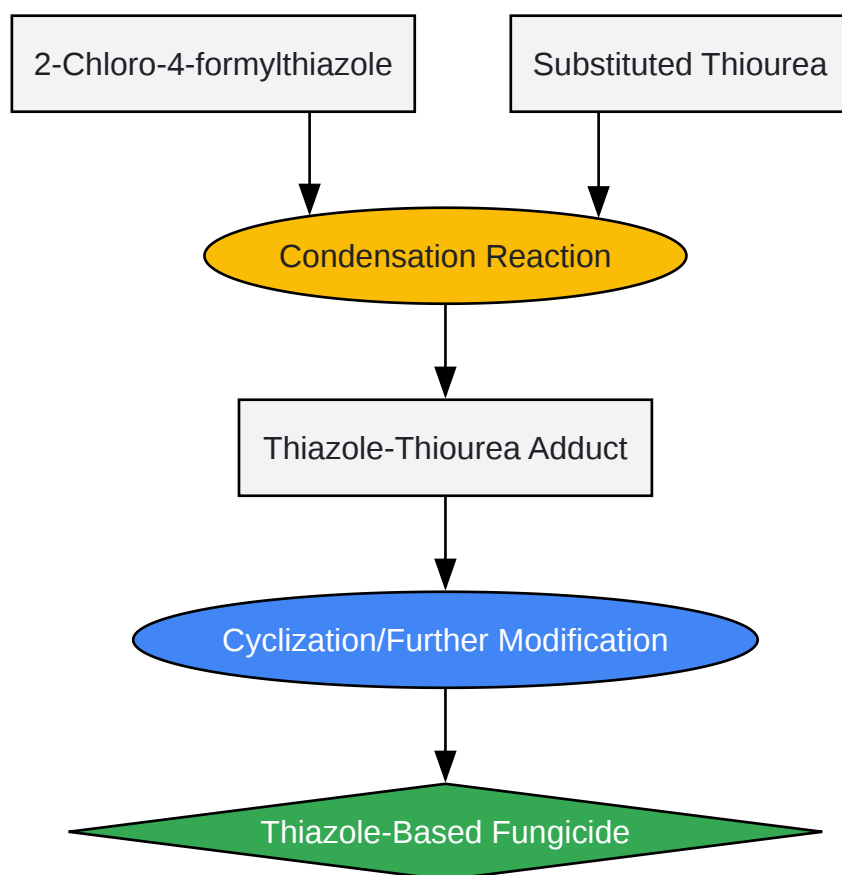 2-Chloro-4-formylthiazole
Substituted Thiourea
Condensation Reaction
Thiazole-Thiourea Adduct
Cyclization/Further Modification
Thiazole-Based Fungicide